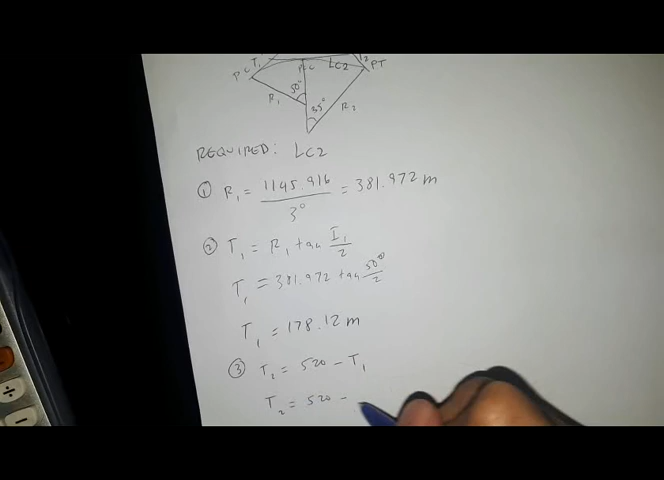 T1
LC2
PC
PCC
PT
50°
35°
R1
R2
REQUIRED: LC2
① R1 = 1145.916 / 3° = 381.972 m
② T1 = R1 tan I1/2
T1 = 381.972 tan 50°/2
T1 = 178.12 m
③ T2 = 520 - T1
T2 = 520 -